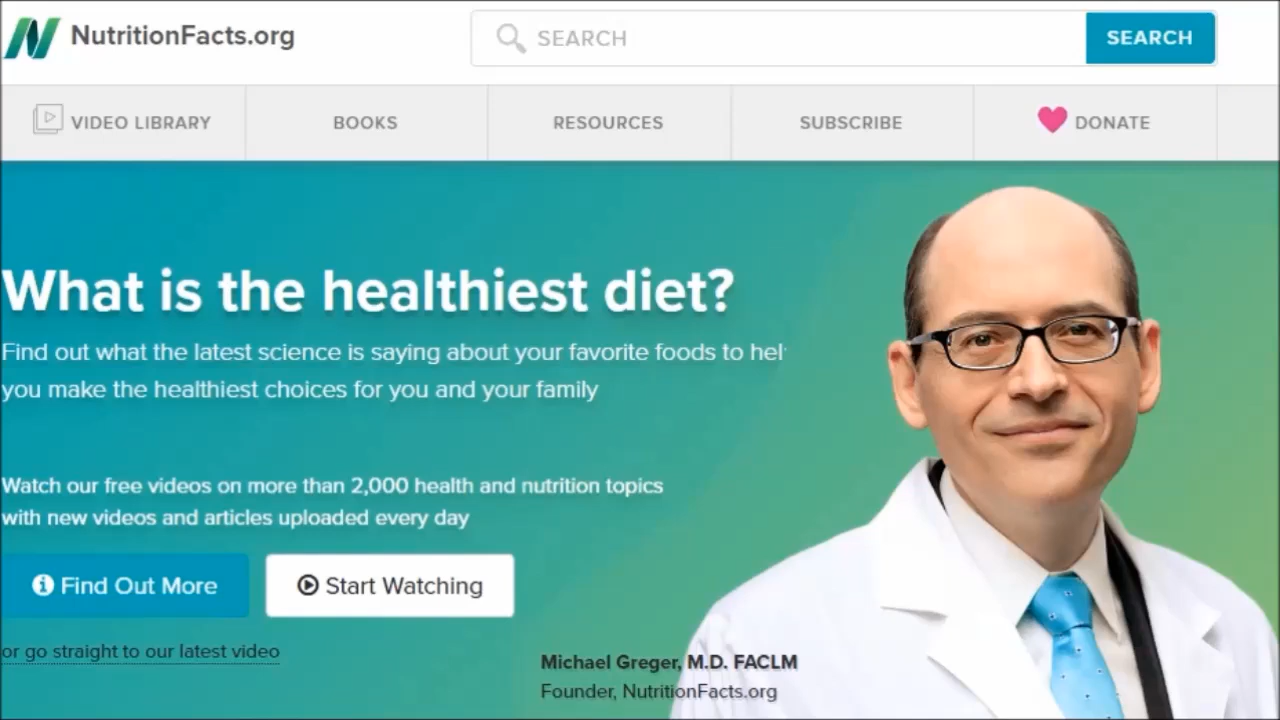 NutritionFacts.org
SEARCH
SEARCH
VIDEO LIBRARY
BOOKS
RESOURCES
SUBSCRIBE
DONATE
What is the healthiest diet?
Find out what the latest science is saying about your favorite foods to hel
you make the healthiest choices for you and your family
Watch our free videos on more than 2,000 health and nutrition topics
with new videos and articles uploaded every day
Find Out More
Start Watching
or go straight to our latest video
Michael Greger, M.D. FACLM
Founder, NutritionFacts.org